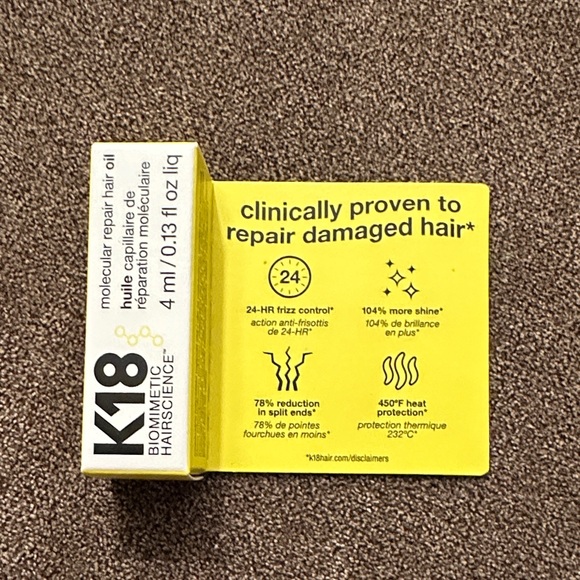 K18
BIOMIMETIC
HAIRSCIENCE™
molecular repair hair oil
huile capillaire de
réparation moléculaire
4 ml/0.13 fl oz liq
clinically proven to
repair damaged hair*
24
24-HR frizz control*
action anti-frisottis
de 24-HR*
104% more shine*
104% de brillance
en plus*
78% reduction
in split ends*
78% de pointes
fourchues en moins*
450°F heat
protection*
protection thermique
232°C*
*k18hair.com/disclaimers